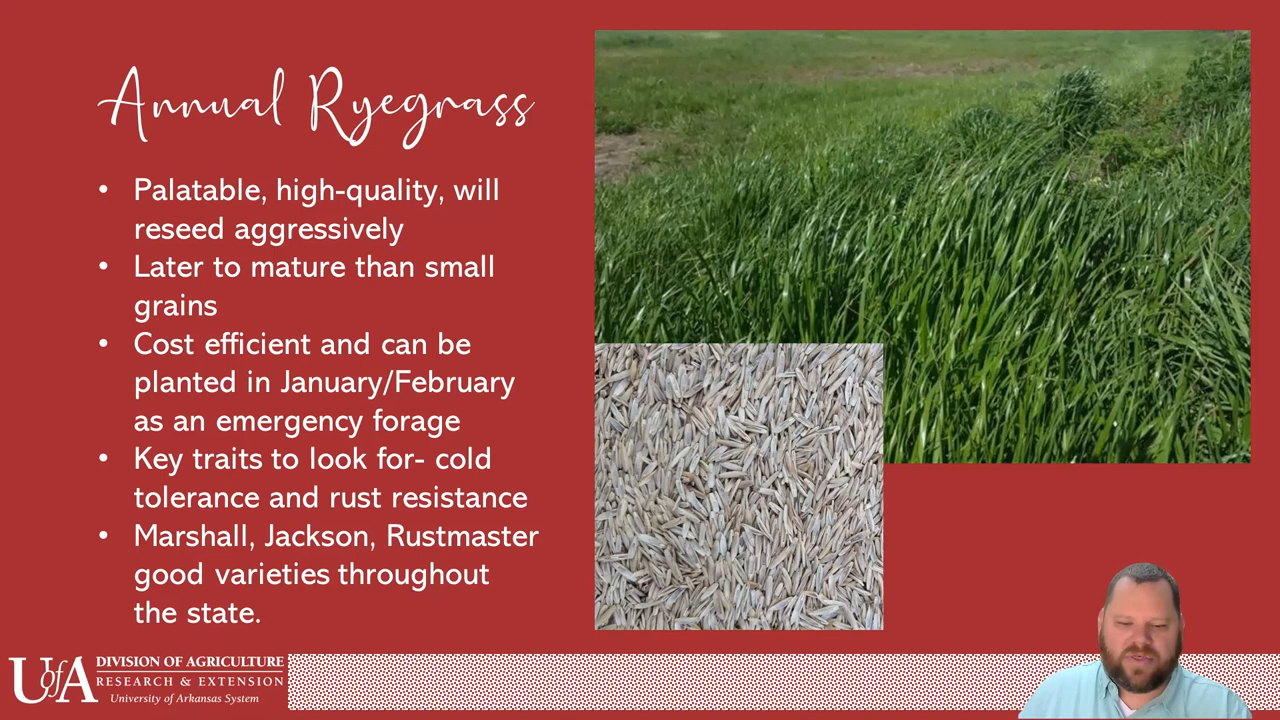 Annual Ryegrass
• Palatable, high-quality, will
reseed aggressively
• Later to mature than small
grains
• Cost efficient and can be
planted in January/February
as an emergency forage
• Key traits to look for- cold
tolerance and rust resistance
• Marshall, Jackson, Rustmaster
good varieties throughout
the state.
UofA
DIVISION OF AGRICULTURE
RESEARCH & EXTENSION
University of Arkansas System